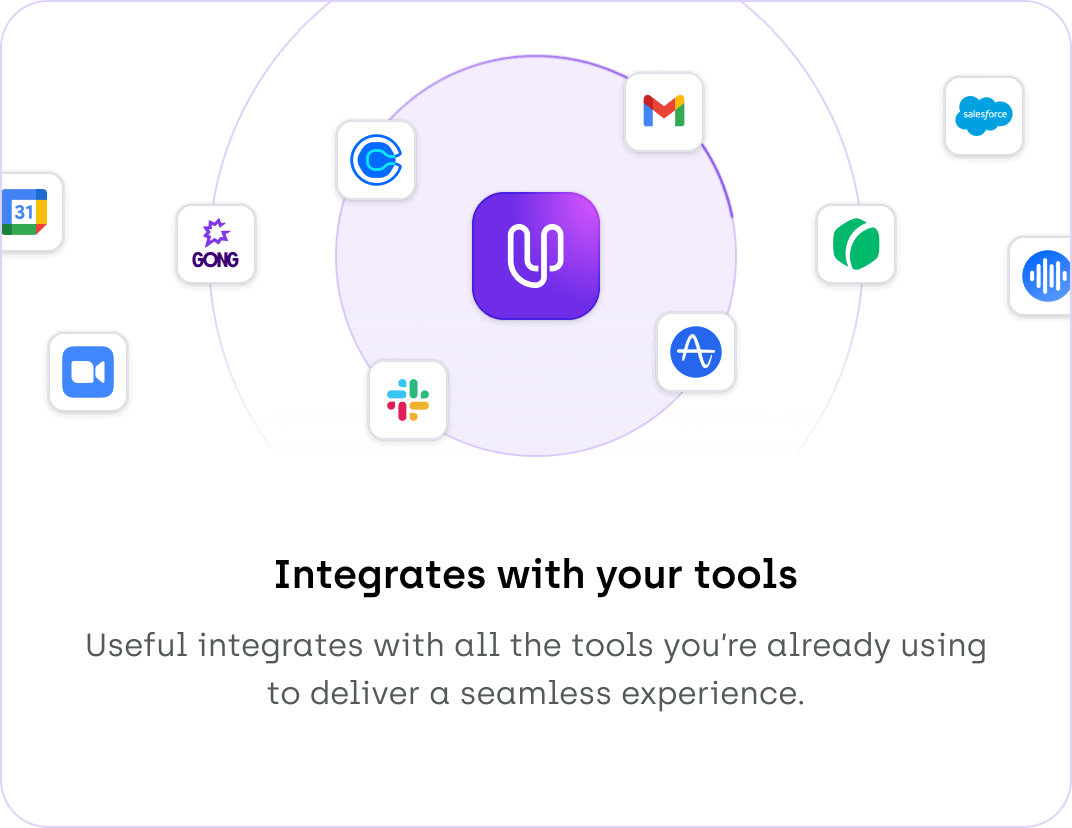 salesforce
31
GONG
Integrates with your tools
Useful integrates with all the tools you're already using
to deliver a seamless experience.